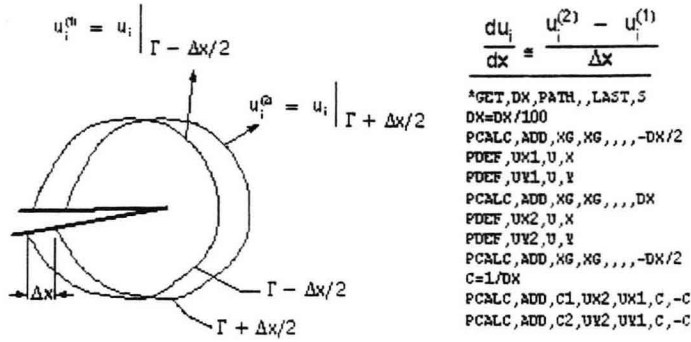 u_i^(1) = u_i | Γ − Δx/2
u_i^(2) = u_i | Γ + Δx/2
Δx
Γ − Δx/2
Γ + Δx/2
du_i/dx ≅ (u_i^(2) − u_i^(1))/Δx
*GET,DX,PATH,,LAST,S
DX=DX/100
PCALC,ADD,XG,XG,,,,-DX/2
PDEF,UX1,U,X
PDEF,UY1,U,Y
PCALC,ADD,XG,XG,,,,DX
PDEF,UX2,U,X
PDEF,UY2,U,Y
PCALC,ADD,XG,XG,,,,-DX/2
C=1/DX
PCALC,ADD,C1,UX2,UX1,C,-C
PCALC,ADD,C2,UY2,UY1,C,-C